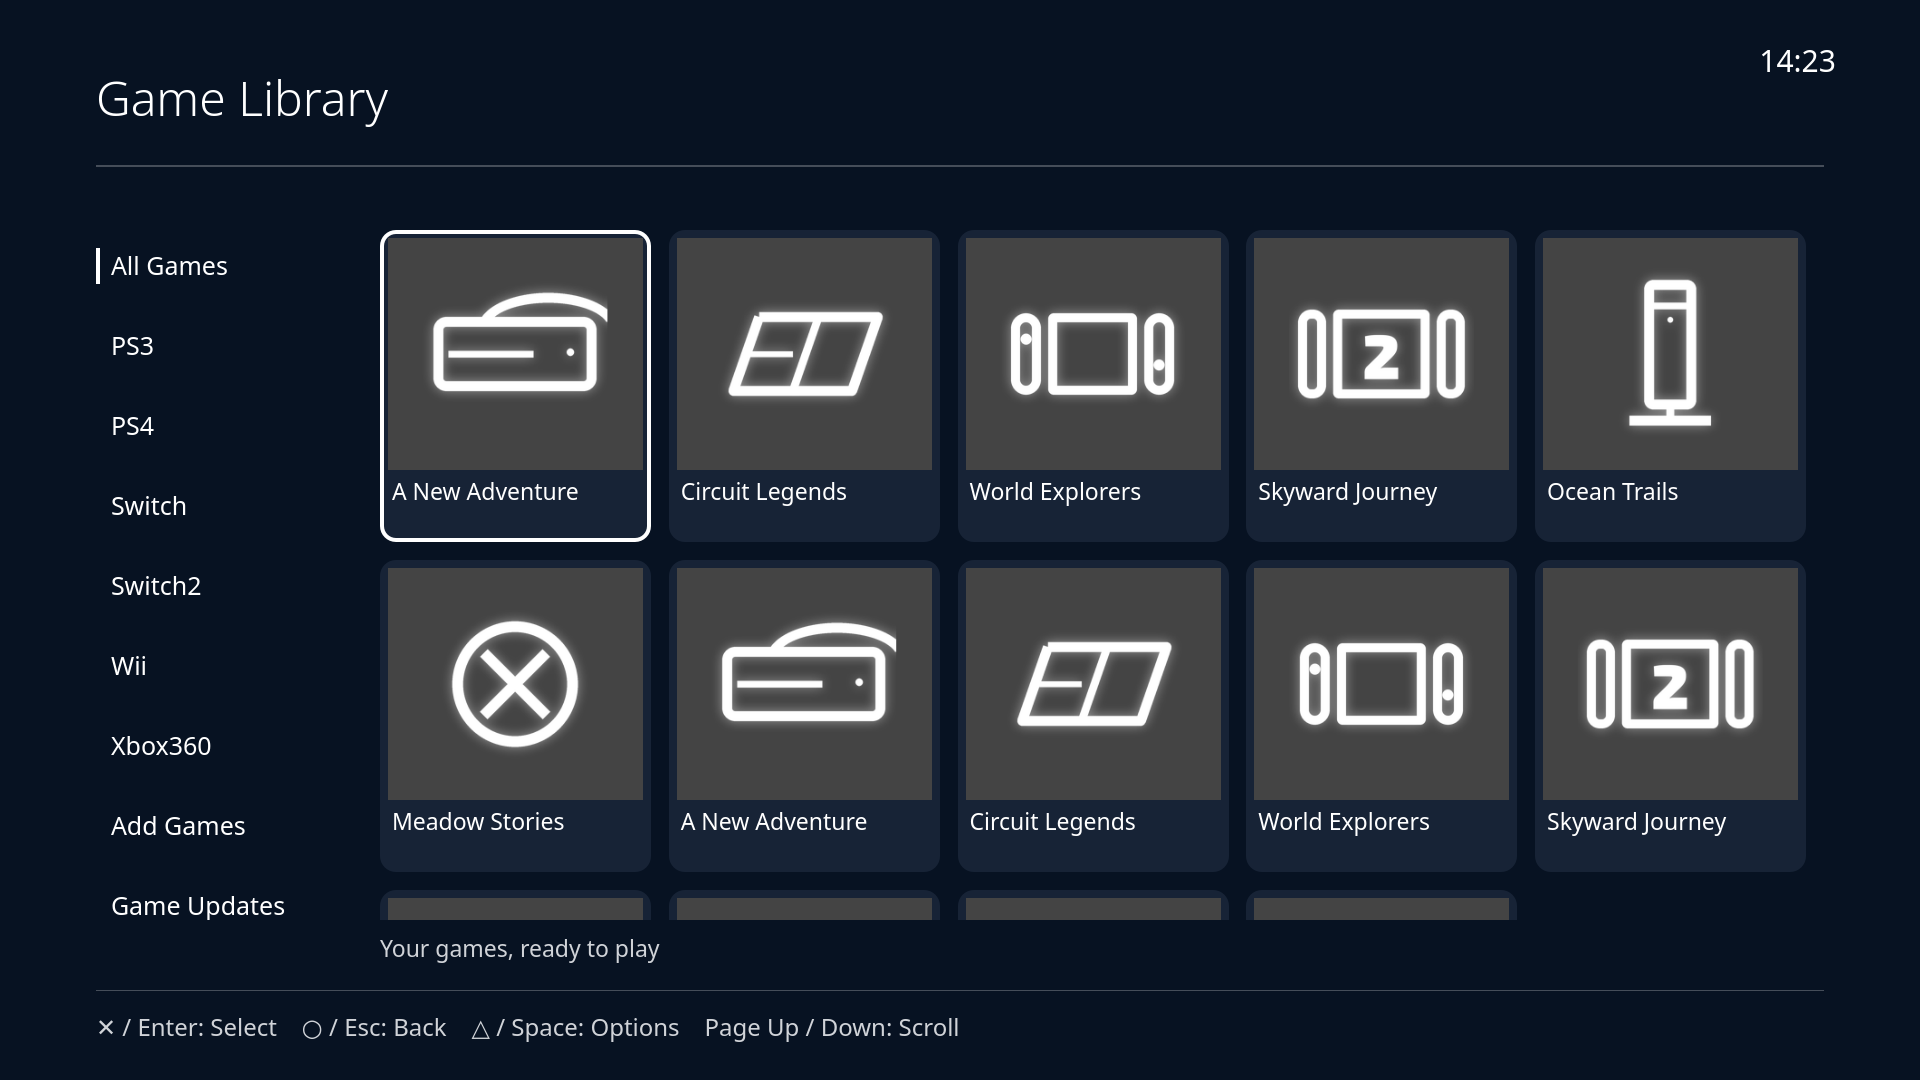 14:23
Game Library
All Games
PS3
PS4
Switch
Switch2
Wii
Xbox360
Add Games
Game Updates
A New Adventure
Circuit Legends
World Explorers
2
Skyward Journey
Ocean Trails
Meadow Stories
A New Adventure
Circuit Legends
World Explorers
2
Skyward Journey
Your games, ready to play
✕ / Enter: Select ○ / Esc: Back △ / Space: Options Page Up / Down: Scroll